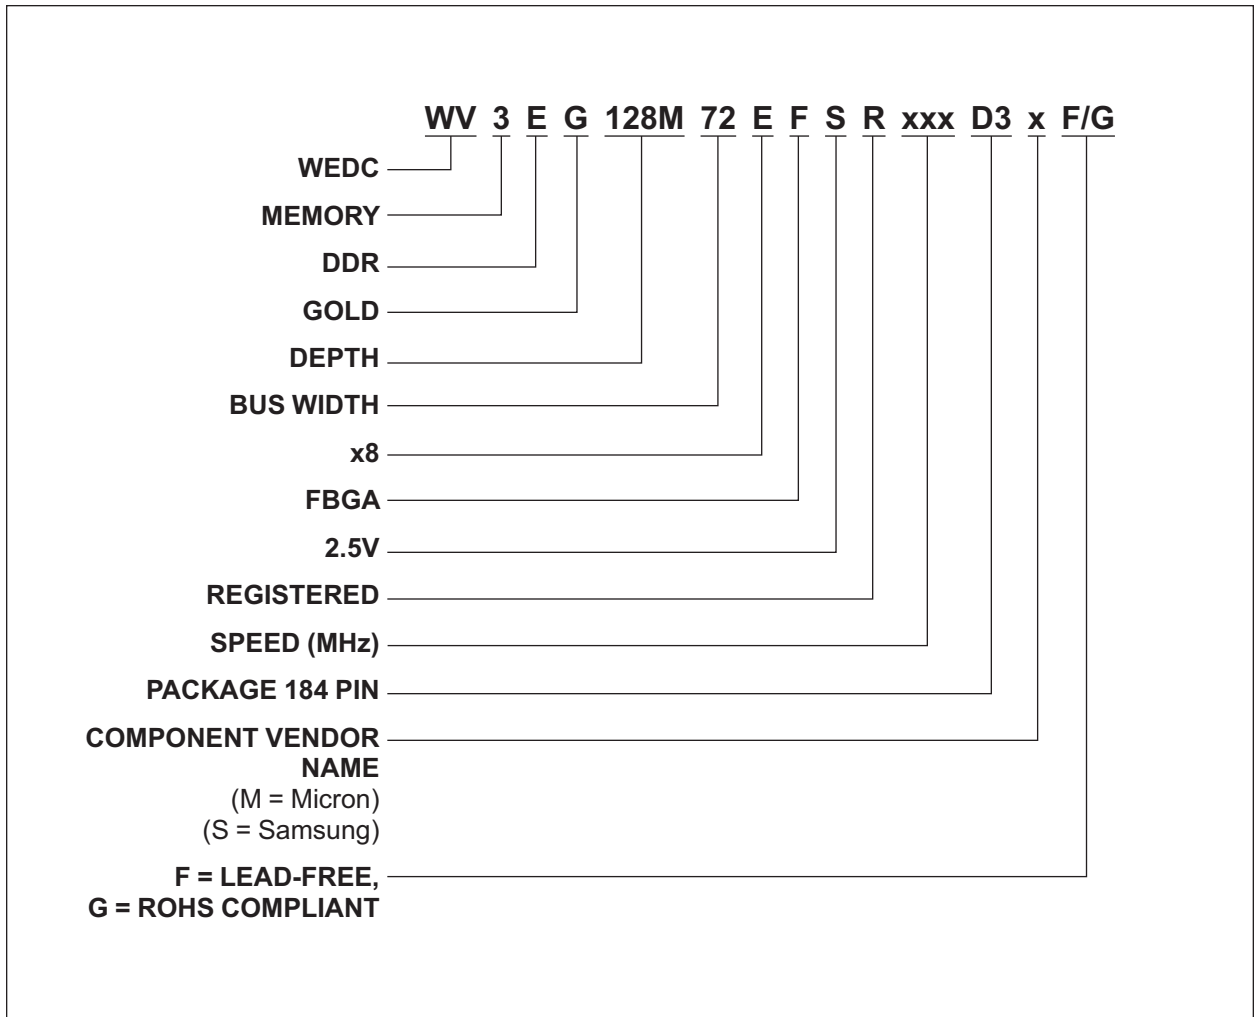 WV 3 E G 128M 72 E F S R xxx D3 x F/G
WEDC
MEMORY
DDR
GOLD
DEPTH
BUS WIDTH
x8
FBGA
2.5V
REGISTERED
SPEED (MHz)
PACKAGE 184 PIN
COMPONENT VENDOR
NAME
(M = Micron)
(S = Samsung)
F = LEAD-FREE,
G = ROHS COMPLIANT